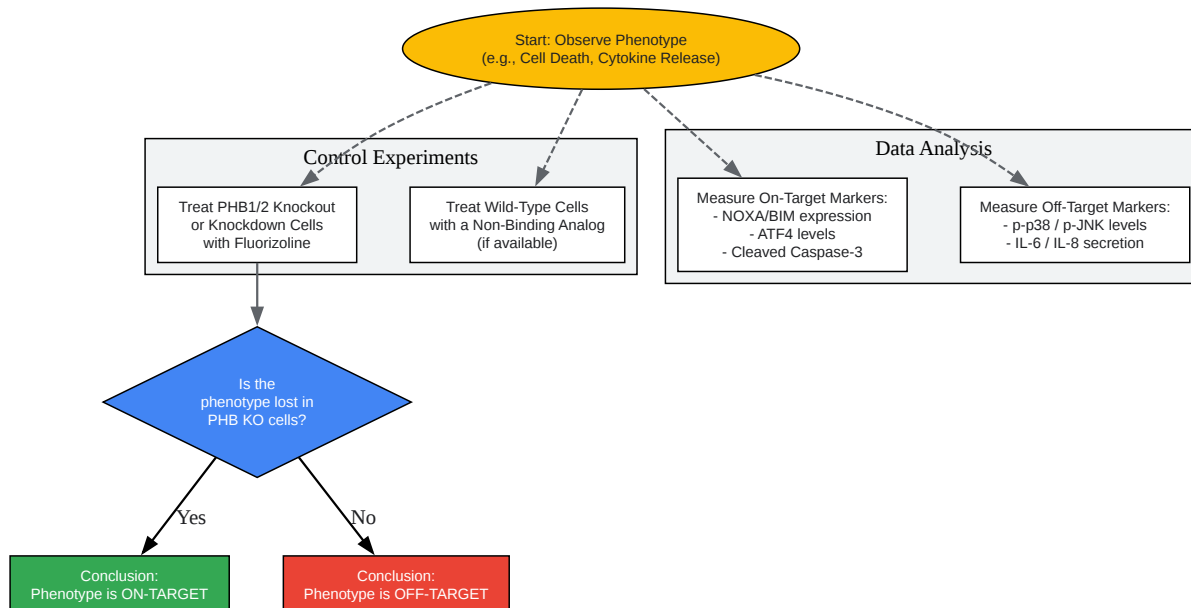 Start: Observe Phenotype
(e.g., Cell Death, Cytokine Release)
Control Experiments
Treat PHB1/2 Knockout
or Knockdown Cells
with Fluorizoline
Treat Wild-Type Cells
with a Non-Binding Analog
(if available)
Data Analysis
Measure On-Target Markers:
- NOXA/BIM expression
- ATF4 levels
- Cleaved Caspase-3
Measure Off-Target Markers:
- p-p38 / p-JNK levels
- IL-6 / IL-8 secretion
Is the
phenotype lost in
PHB KO cells?
Yes
No
Conclusion:
Phenotype is ON-TARGET
Conclusion:
Phenotype is OFF-TARGET